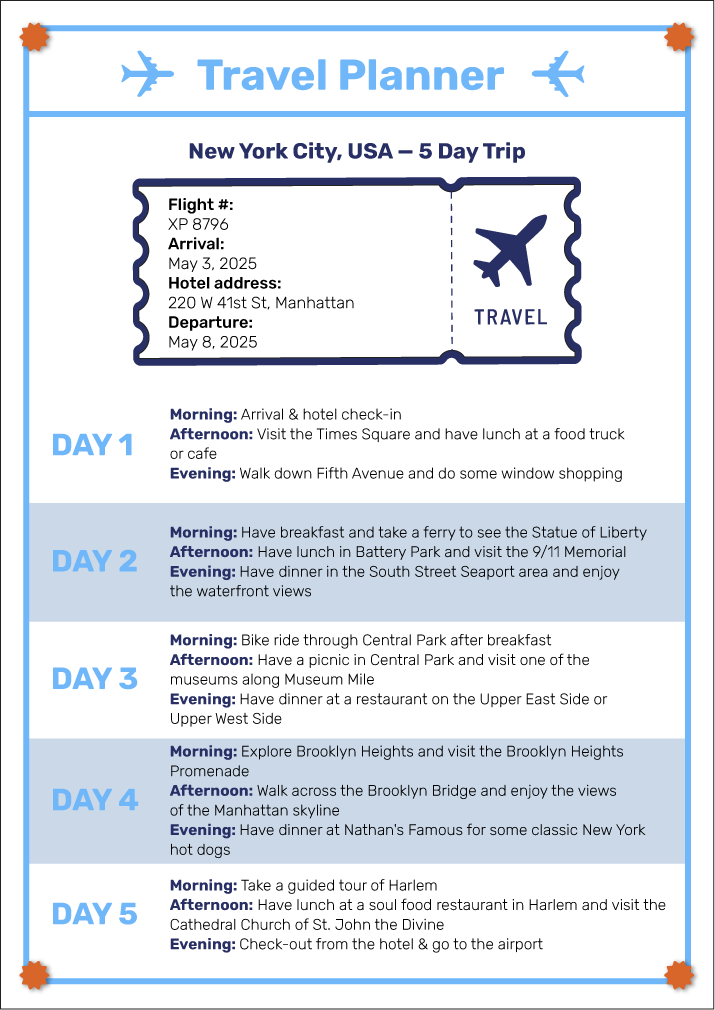 Travel Planner
New York City, USA — 5 Day Trip
Flight #:
XP 8796
Arrival:
May 3, 2025
Hotel address:
220 W 41st St, Manhattan
Departure:
May 8, 2025
TRAVEL
DAY 1
Morning: Arrival & hotel check-in
Afternoon: Visit the Times Square and have lunch at a food truck
or cafe
Evening: Walk down Fifth Avenue and do some window shopping
DAY 2
Morning: Have breakfast and take a ferry to see the Statue of Liberty
Afternoon: Have lunch in Battery Park and visit the 9/11 Memorial
Evening: Have dinner in the South Street Seaport area and enjoy
the waterfront views
DAY 3
Morning: Bike ride through Central Park after breakfast
Afternoon: Have a picnic in Central Park and visit one of the
museums along Museum Mile
Evening: Have dinner at a restaurant on the Upper East Side or
Upper West Side
DAY 4
Morning: Explore Brooklyn Heights and visit the Brooklyn Heights
Promenade
Afternoon: Walk across the Brooklyn Bridge and enjoy the views
of the Manhattan skyline
Evening: Have dinner at Nathan's Famous for some classic New York
hot dogs
DAY 5
Morning: Take a guided tour of Harlem
Afternoon: Have lunch at a soul food restaurant in Harlem and visit the
Cathedral Church of St. John the Divine
Evening: Check-out from the hotel & go to the airport